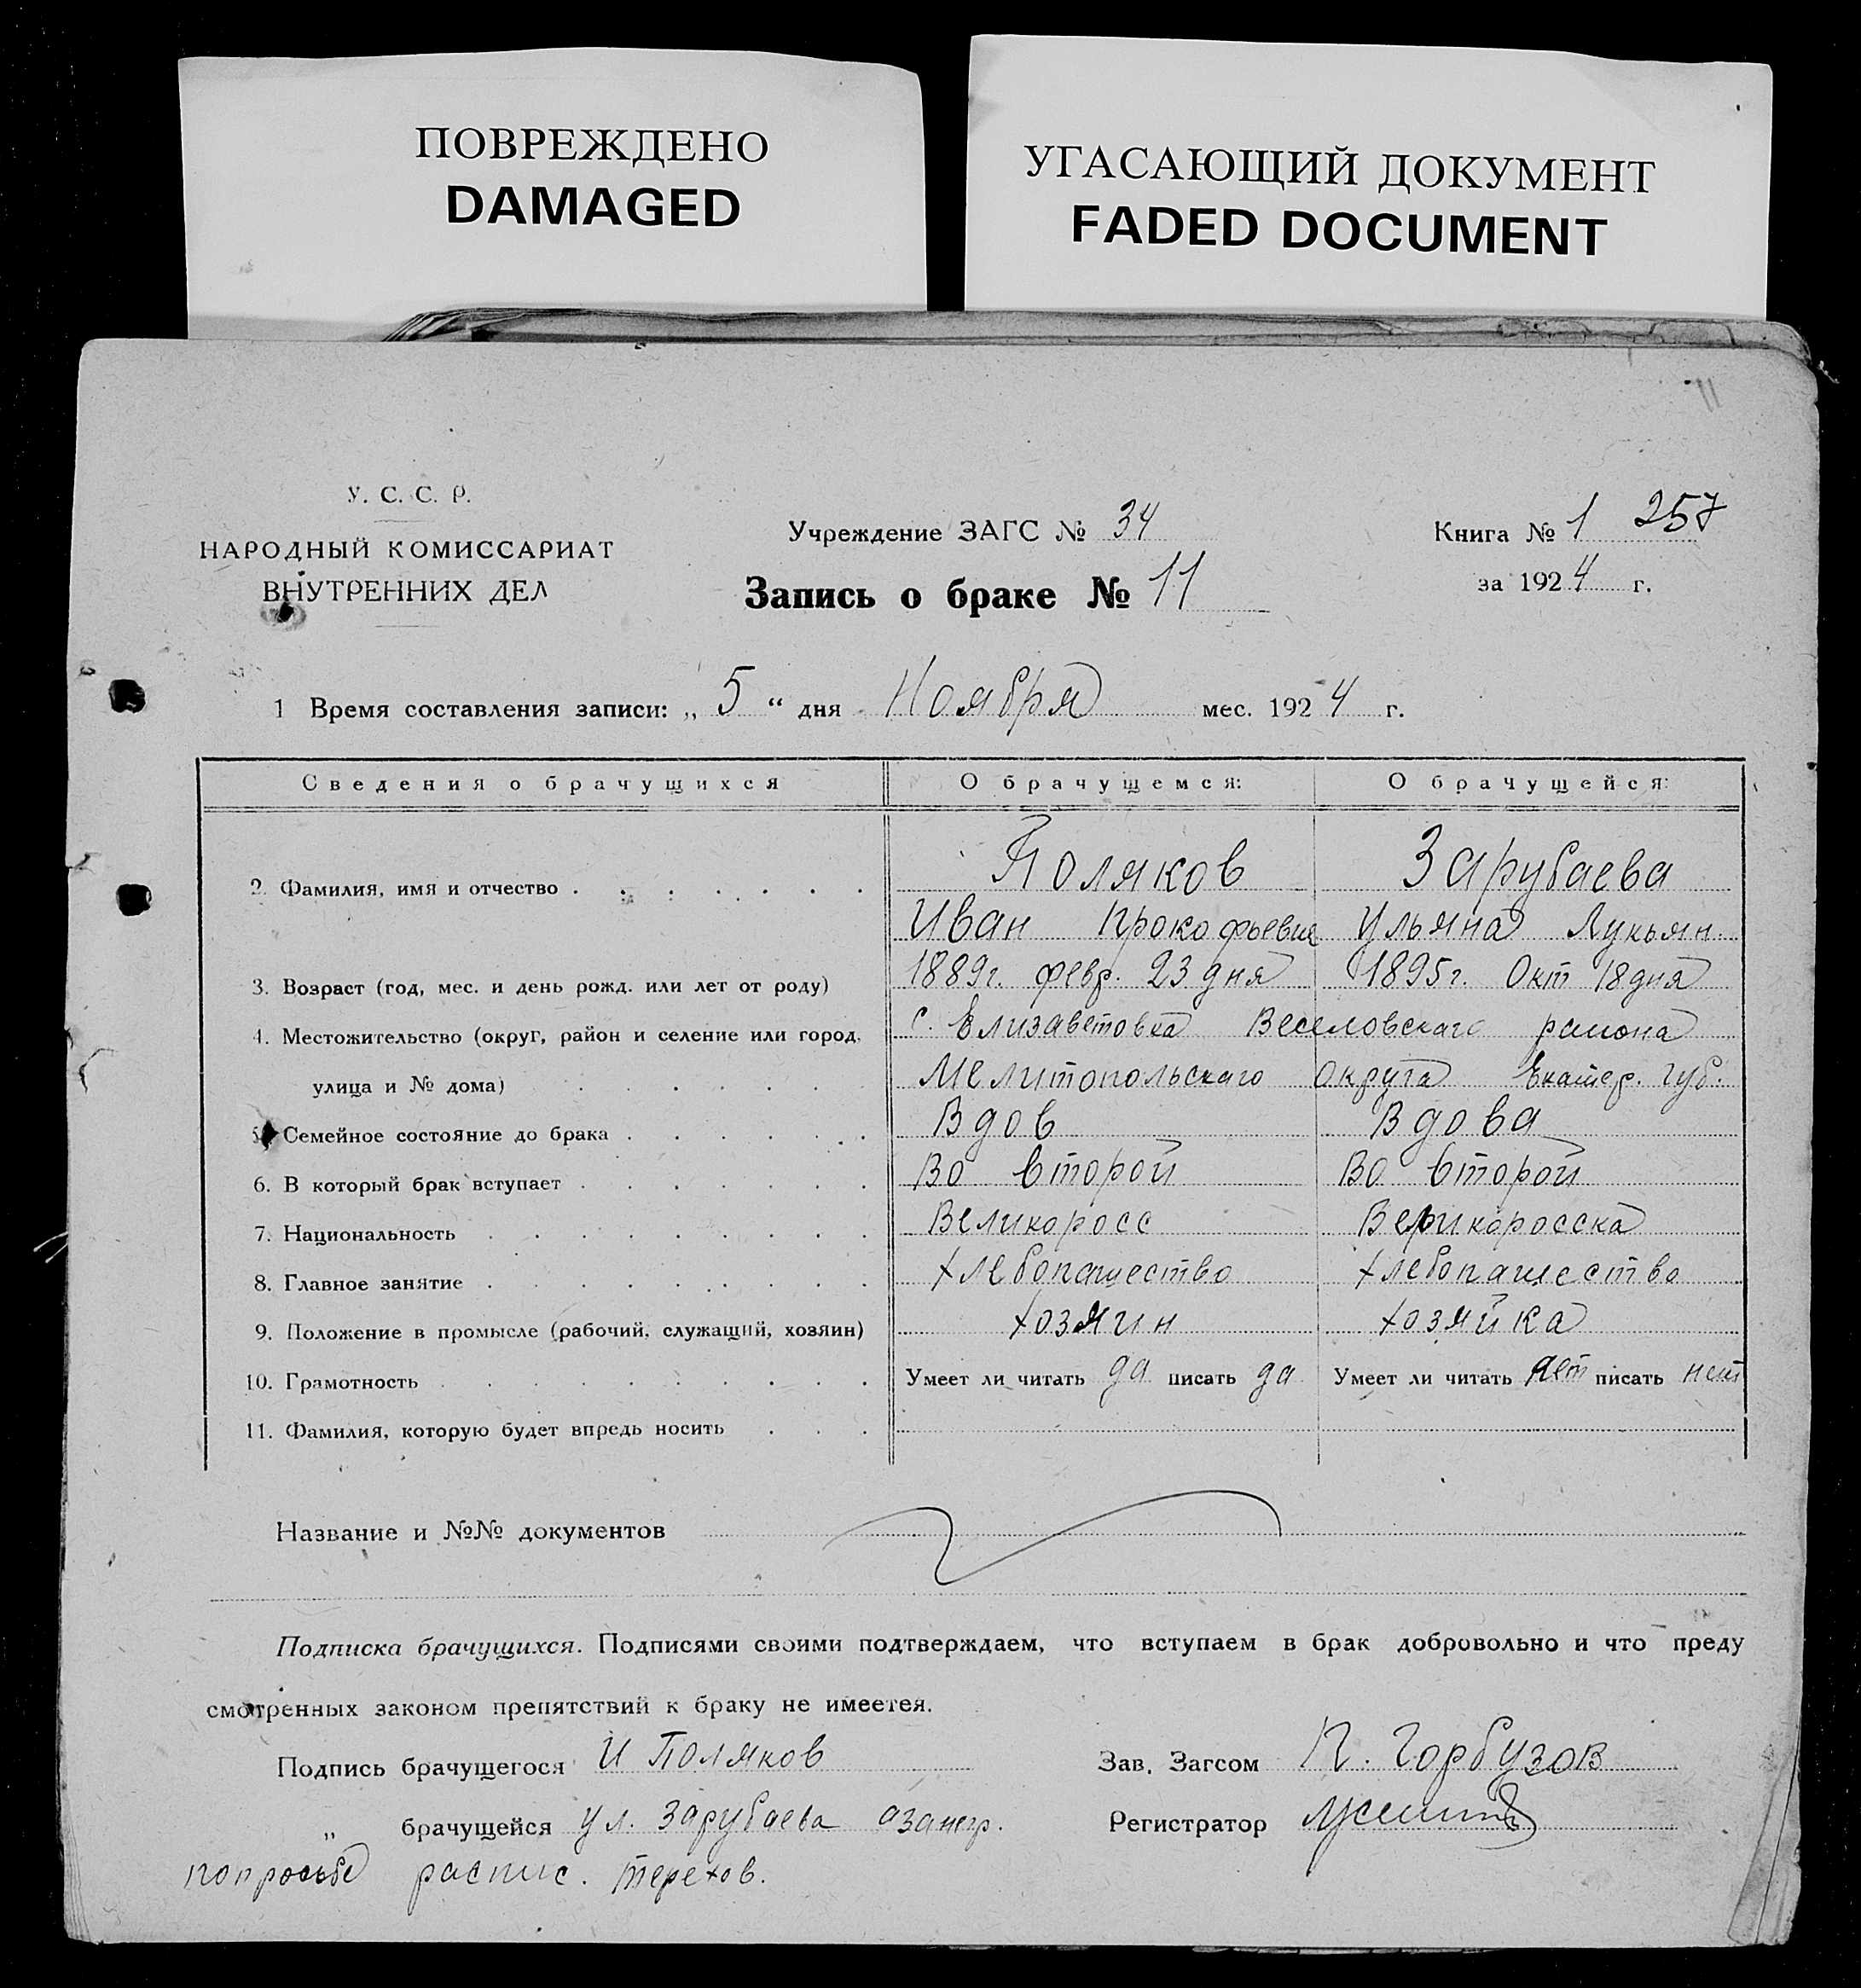 ПОВРЕЖДЕНО
DAMAGED
УГАСАЮЩИЙ ДОКУМЕНТ
FADED DOCUMENT
11
У. С. С. Р.
НАРОДНЫЙ КОМИССАРИАТ
ВНУТРЕННИХ ДЕЛ
Учреждение ЗАГС № 34
Запись о браке № 11
Книга № 1 257
за 1924 г.
1 Время составления записи: „ 5 “ дня Ноября мес. 1924 г.
Сведения о брачущихся О брачущемся: О брачущейся:
Поляков Зарубаева
2. Фамилия, имя и отчество . . . . . . .
Иван Прокофьевич Ульяна Лукьян.
3. Возраст (год, мес. и день рожд. или лет от роду) 1889г. февр. 23 дня 1895г. Окт 18 дня
4. Местожительство (округ, район и селение или город, с. Елизаветовка Веселовскаго района
улица и № дома) . . . . Мелитопольскаго округа Екатер. губ.
5. Семейное состояние до брака . . . . . . Вдов Вдова
6. В который брак вступает . . . . . . . Во второй Во второй
7. Национальность . . . . . . . . . Великоросс Великоросска
8. Главное занятие . . . . . . . . . Хлебопашество Хлебопашество
9. Положение в промысле (рабочий, служащий, хозяин) Хозяин Хозяйка
10. Грамотность . . . . . . . . . . Умеет ли читать да писать да Умеет ли читать нет писать нет
11. Фамилия, которую будет впредь носить . . .
Название и №№ документов
Подписка брачущихся. Подписями своими подтверждаем, что вступаем в брак добровольно и что преду
смотренных законом препятствий к браку не имеетея.
Подпись брачущегося И Поляков Зав. Загсом П. Горбузов
„ брачущейся Ул. Зарубаева азанегр. Регистратор
по просьбе распис. Терехов.